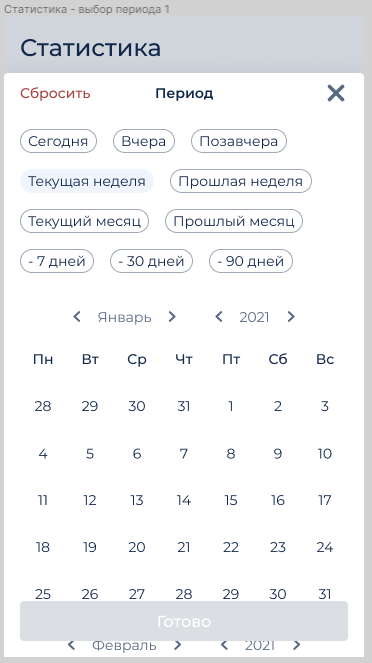 Статистика - выбор периода 1
Статистика
Сбросить Период
Сегодня Вчера Позавчера
Текущая неделя Прошлая неделя
Текущий месяц Прошлый месяц
- 7 дней - 30 дней - 90 дней
Январь 2021
Пн Вт Ср Чт Пт Сб Вс
28 29 30 31 1 2 3
4 5 6 7 8 9 10
11 12 13 14 15 16 17
18 19 20 21 22 23 24
25 26 27 28 29 30 31
Готово
Февраль 2021